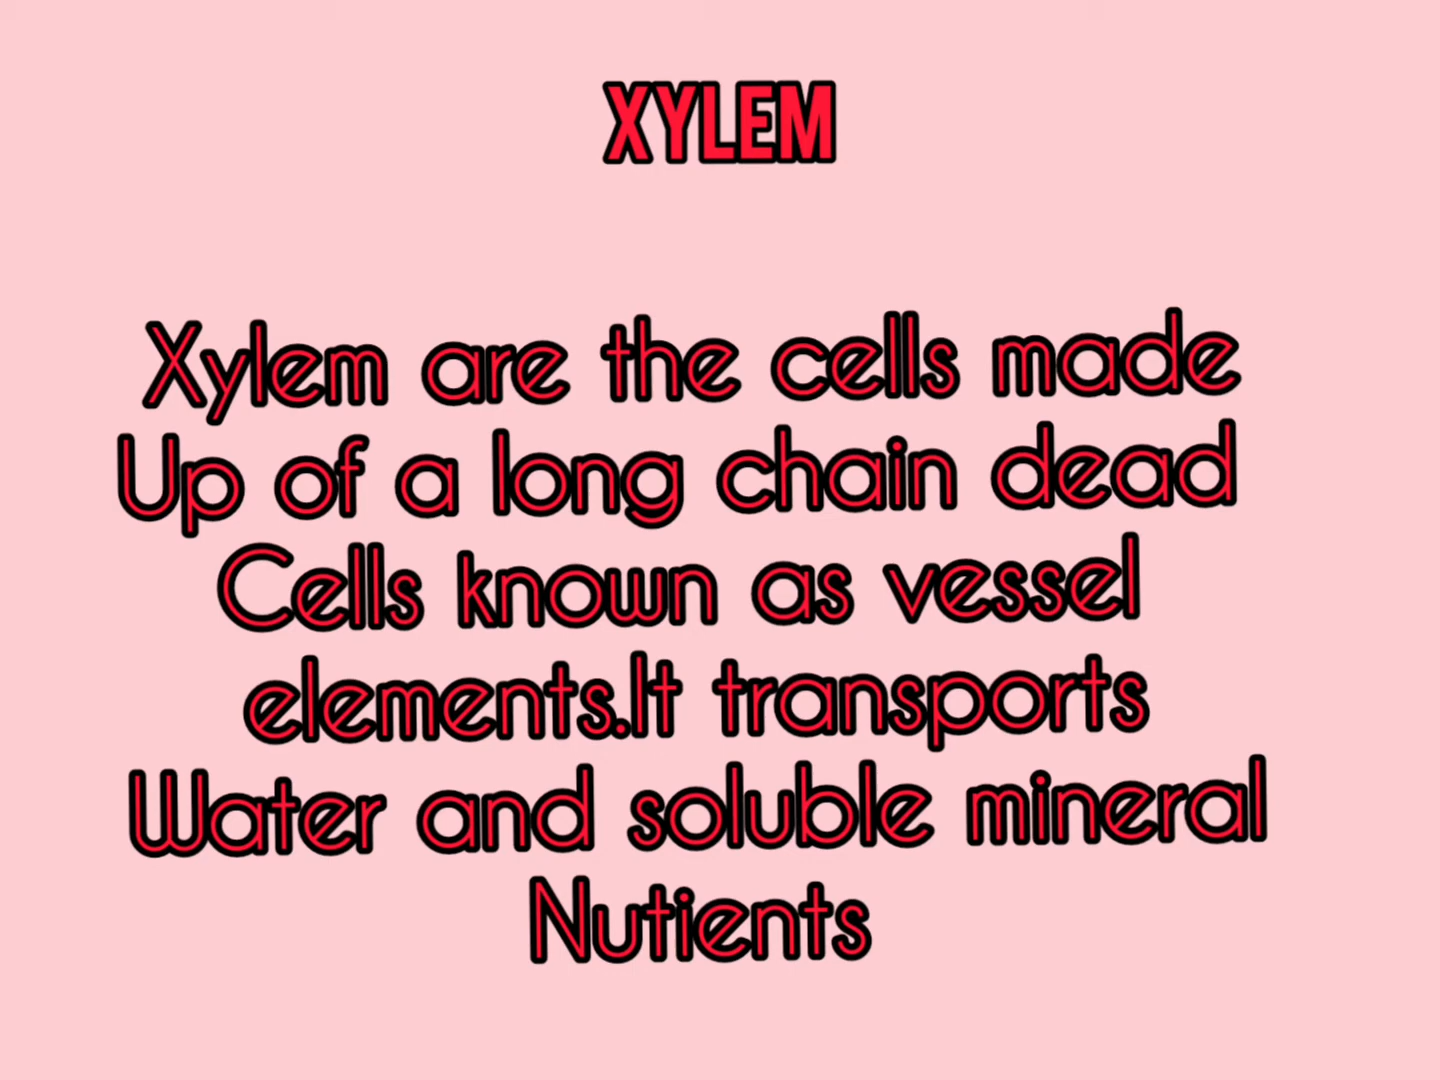 XYLEM
Xylem are the cells made
Up of a long chain dead
Cells known as vessel
elements.It transports
Water and soluble mineral
Nutients